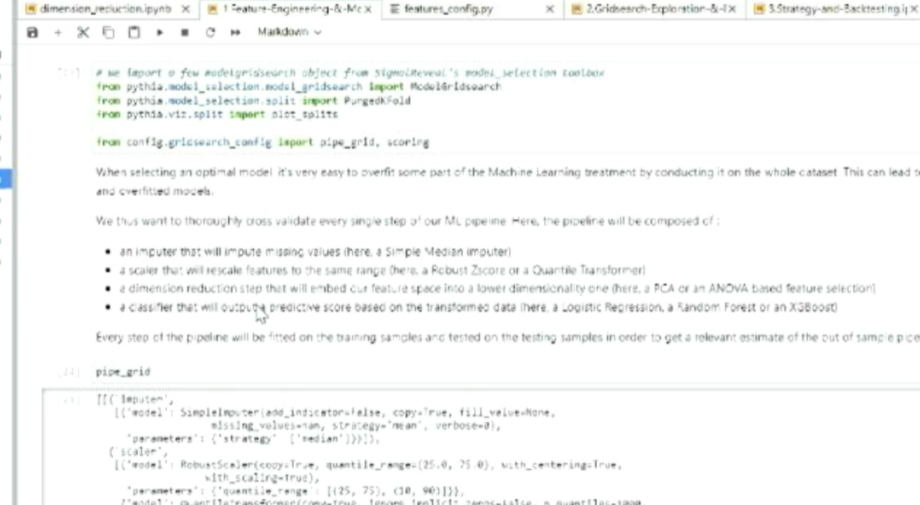 dimension_reduction.ipynb
1.Feature-Engineering-&-Mc
features_config.py
2.Gridsearch-Exploration-&-I
3.Strategy-and-Backtesting.i
Markdown
# we import a few modelgridsearch object from SignalReveal's model_selection toolbox
from pythia.model_selection.model_gridsearch import ModelGridsearch
from pythia.model_selection.split import PurgedKFold
from pythia.viz.split import plot_splits
from config.gridsearch_config import pipe_grid, scoring
When selecting an optimal model it's very easy to overfit some part of the Machine Learning treatment by conducting it on the whole dataset. This can lead t
and overfitted models.
We thus want to thoroughly cross validate every single step of our ML pipeline. Here, the pipeline will be composed of :
• an imputer that will impute missing values (here, a Simple Median imputer)
• a scaler that will rescale features to the same range (here, a Robust Zscore or a Quantile Transformer)
• a dimension reduction step that will embed our feature space into a lower dimensionality one (here, a PCA or an ANOVA based feature selection)
• a classifier that will output a predictive score based on the transformed data (here, a Logistic Regression, a Random Forest or an XGBoost)
Every step of the pipeline will be fitted on the training samples and tested on the testing samples in order to get a relevant estimate of the out of sample pipe
pipe_grid
[[('imputer',
[{'model': SimpleImputer(add_indicator=False, copy=True, fill_value=None,
missing_values=nan, strategy='mean', verbose=0),
'parameters': {'strategy': ['median']}}]),
('scaler',
[{'model': RobustScaler(copy=True, quantile_range=(25.0, 75.0), with_centering=True,
with_scaling=True),
'parameters': {'quantile_range': [(25, 75), (10, 90)]}},